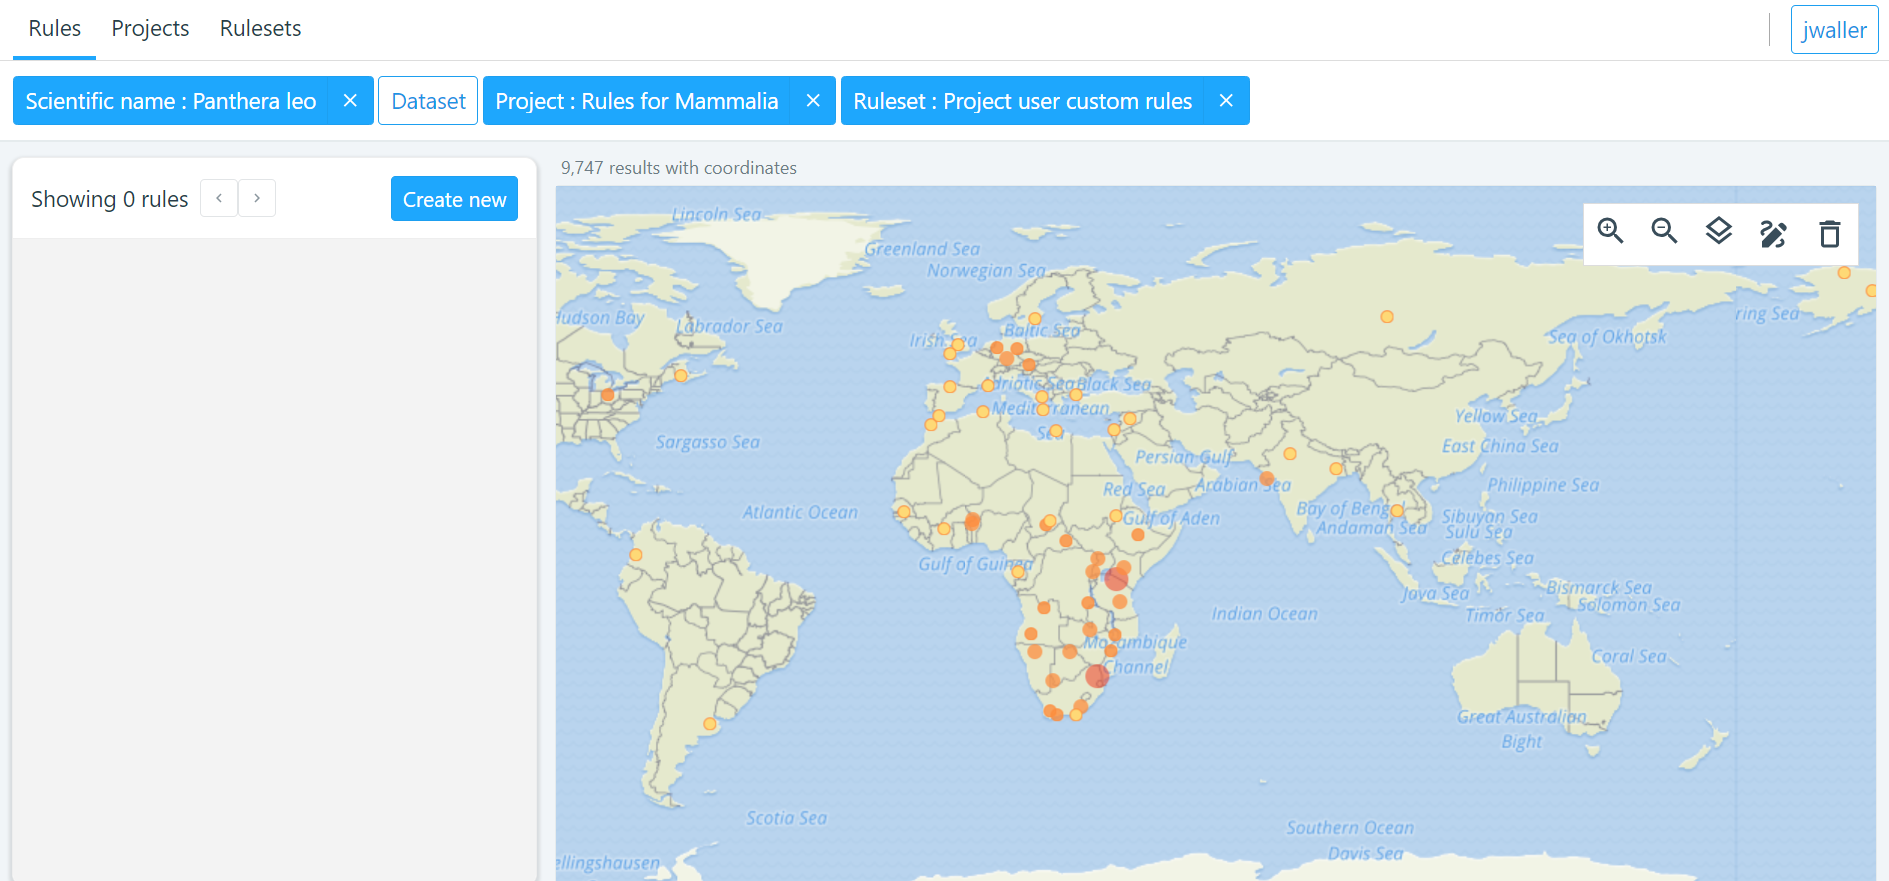 Rules Projects Rulesets jwaller
Scientific name : Panthera leo × Dataset Project : Rules for Mammalia × Ruleset : Project user custom rules ×
Showing 0 rules < > Create new
9,747 results with coordinates
Lincoln Sea
Greenland Sea
Norwegian Sea
Hudson Bay
Labrador Sea
Irish Sea
Baltic Sea
ring Sea
Sea of Okhotsk
Adriatic Sea
Black Sea
Mediterranean
Sea
Sargasso Sea
Yellow Sea
East China Sea
Persian Gulf
Red Sea
Arabian Sea
Philippine Sea
Atlantic Ocean
Gulf of Aden
Bay of Bengal
Andaman Sea
Sibuyan Sea
Sulu Sea
Gulf of Guinea
Celebes Sea
Java Sea
Bismarck Sea
Solomon Sea
Indian Ocean
Timor Sea
Mozambique
Channel
Coral Sea
Great Australian
Bight
Scotia Sea
Southern Ocean
Davis Sea
ellingshausen